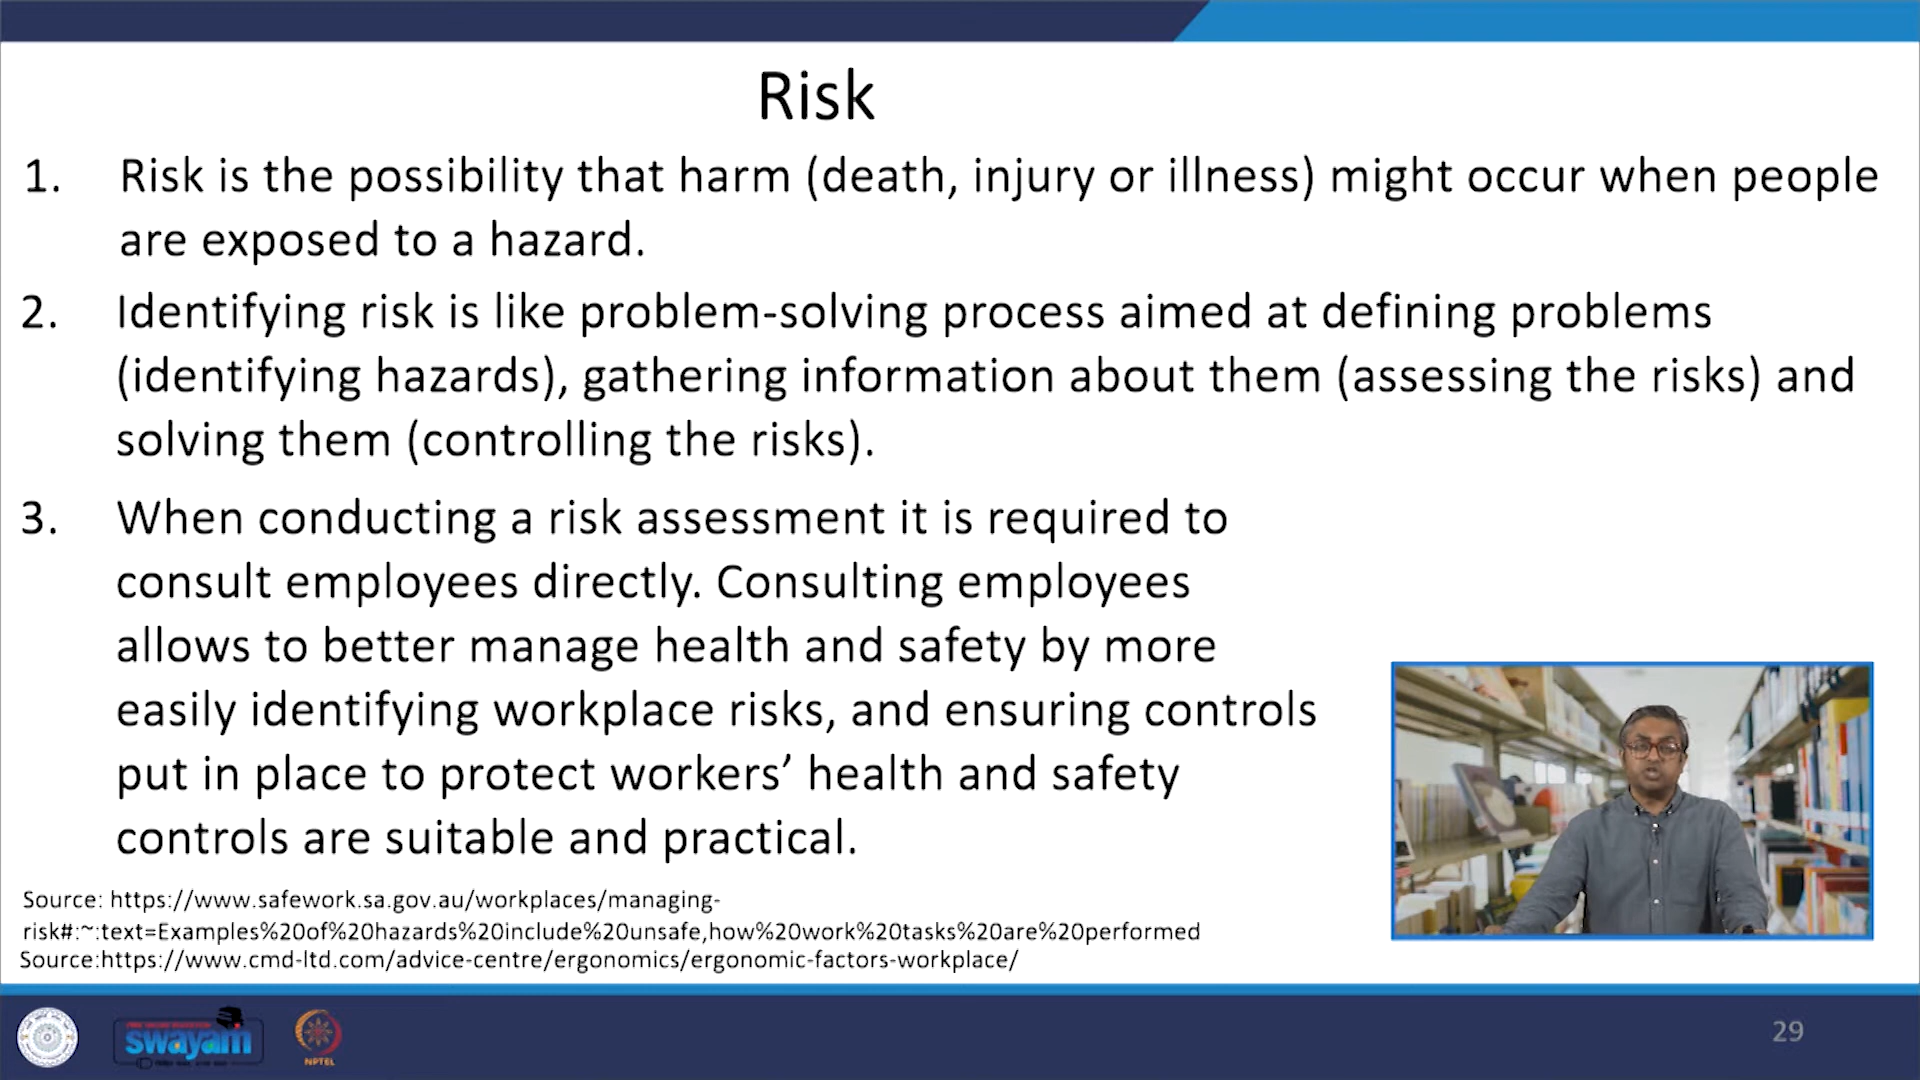 Risk
1. Risk is the possibility that harm (death, injury or illness) might occur when people
are exposed to a hazard.
2. Identifying risk is like problem-solving process aimed at defining problems
(identifying hazards), gathering information about them (assessing the risks) and
solving them (controlling the risks).
3. When conducting a risk assessment it is required to
consult employees directly. Consulting employees
allows to better manage health and safety by more
easily identifying workplace risks, and ensuring controls
put in place to protect workers’ health and safety
controls are suitable and practical.
Source: https://www.safework.sa.gov.au/workplaces/managing-
risk#:~:text=Examples%20of%20hazards%20include%20unsafe,how%20work%20tasks%20are%20performed
Source:https://www.cmd-ltd.com/advice-centre/ergonomics/ergonomic-factors-workplace/
swayam
NPTEL
29